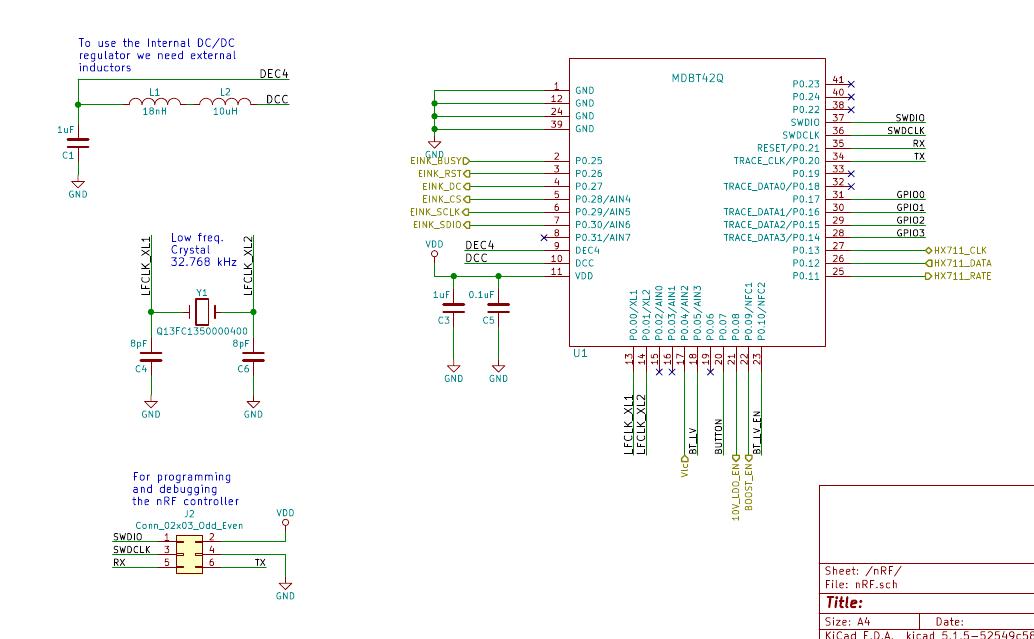 To use the Internal DC/DC
regulator we need external
inductors
DEC4
L1
L2
DCC
18nH
10uH
1uF
C1
GND
LFCLK_XL1
Low freq.
Crystal
32.768 kHz
LFCLK_XL2
Y1
Q13FC1350000400
8pF
C4
8pF
C6
GND
GND
For programming
and debugging
the nRF controller
J2
Conn_02x03_Odd_Even
VDD
SWDIO 1 2
SWDCLK 3 4
RX 5 6 TX
GND
MDBT42Q
1 GND
12 GND
24 GND
39 GND
GND
EINK_BUSY 2 P0.25
EINK_RST 3 P0.26
EINK_DC 4 P0.27
EINK_CS 5 P0.28/AIN4
EINK_SCLK 6 P0.29/AIN5
EINK_SDIO 7 P0.30/AIN6
8 P0.31/AIN7
VDD
DEC4 9 DEC4
DCC 10 DCC
11 VDD
1uF
C3
0.1uF
C5
GND
GND
P0.23 41
P0.24 40
P0.22 38
SWDIO 37 SWDIO
SWDCLK 36 SWDCLK
RESET/P0.21 35 RX
TRACE_CLK/P0.20 34 TX
P0.19 33
TRACE_DATA0/P0.18 32
P0.17 31 GPIO0
TRACE_DATA1/P0.16 30 GPIO1
TRACE_DATA2/P0.15 29 GPIO2
TRACE_DATA3/P0.14 28 GPIO3
P0.13 27 HX711_CLK
P0.12 26 HX711_DATA
P0.11 25 HX711_RATE
U1
P0.00/XL1 13 LFCLK_XL1
P0.01/XL2 14 LFCLK_XL2
P0.02/AIN0 15
P0.03/AIN1 16
P0.04/AIN2 17 Vlc
P0.05/AIN3 18 BT_LV
P0.06 19
P0.07 20 BUTTON
P0.08 21 10V_LDO_EN
P0.09/NFC1 22 BOOST_EN
P0.10/NFC2 23 BT_LV_EN
Sheet: /nRF/
File: nRF.sch
Title:
Size: A4 Date:
KiCad E.D.A. kicad 5.1.5-52549c5